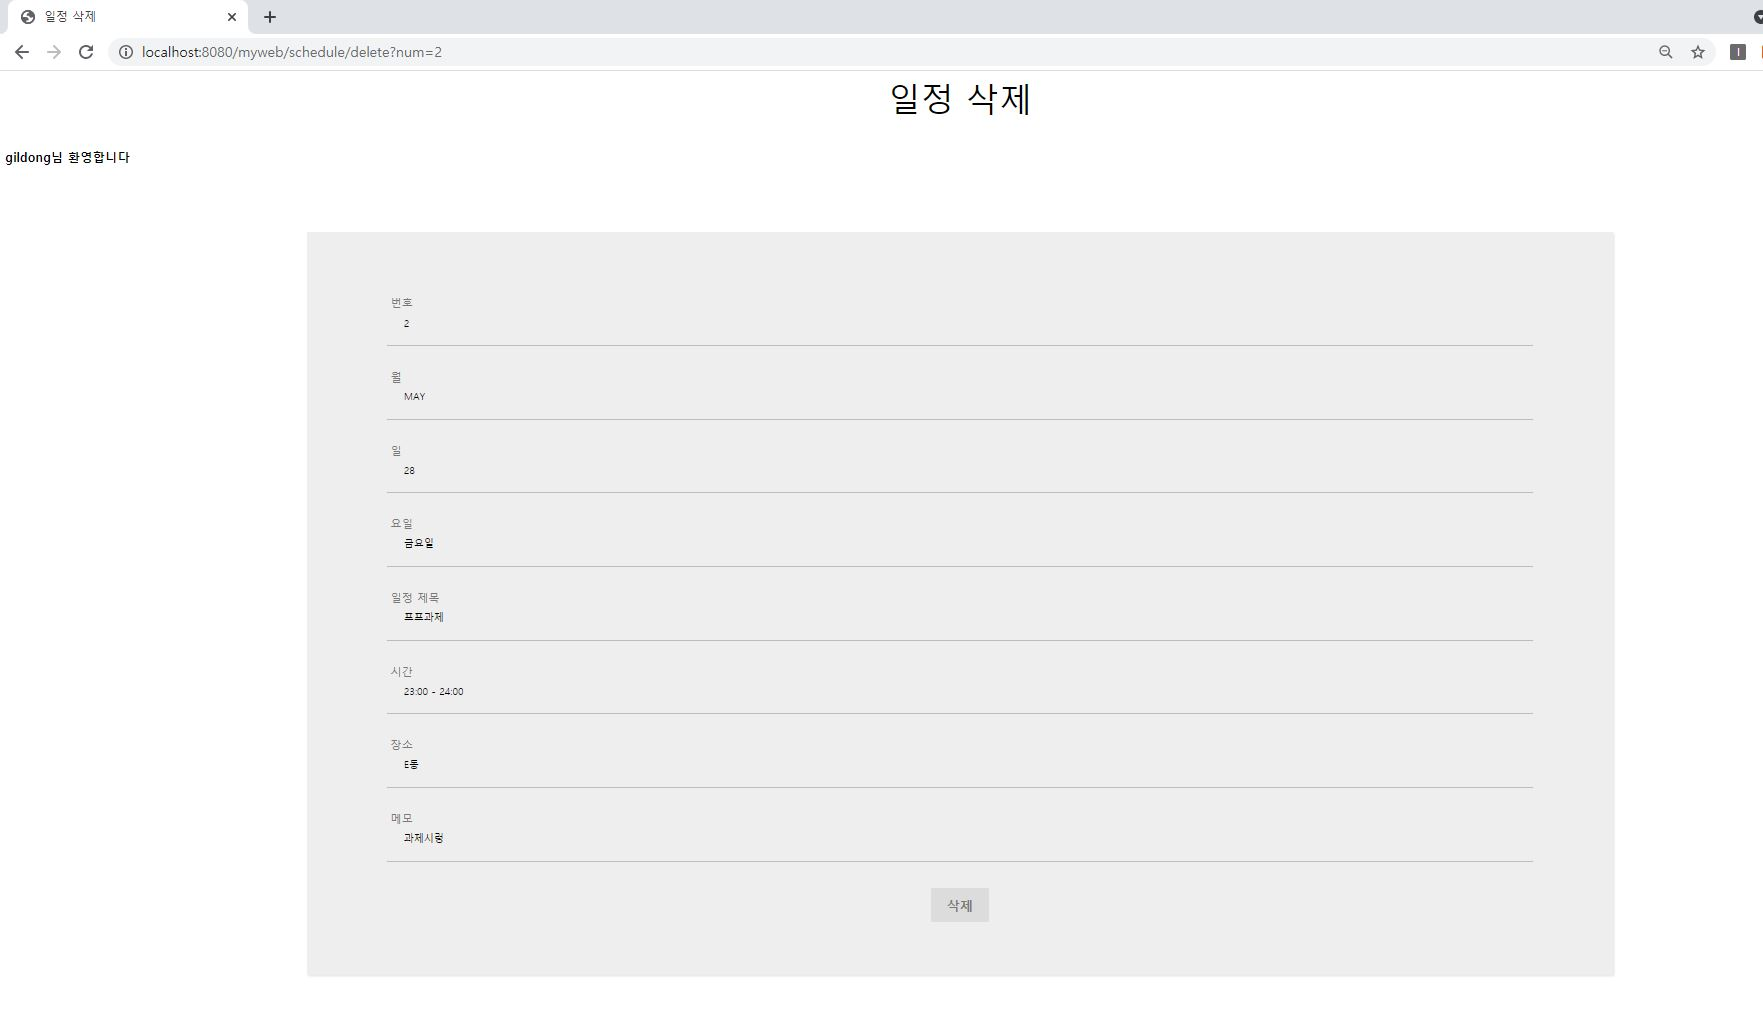 일정 삭제
localhost:8080/myweb/schedule/delete?num=2
일정 삭제
gildong님 환영합니다
번호
2
월
MAY
일
28
요일
금요일
일정 제목
프프과제
시간
23:00 - 24:00
장소
E동
메모
과제시렁
삭제